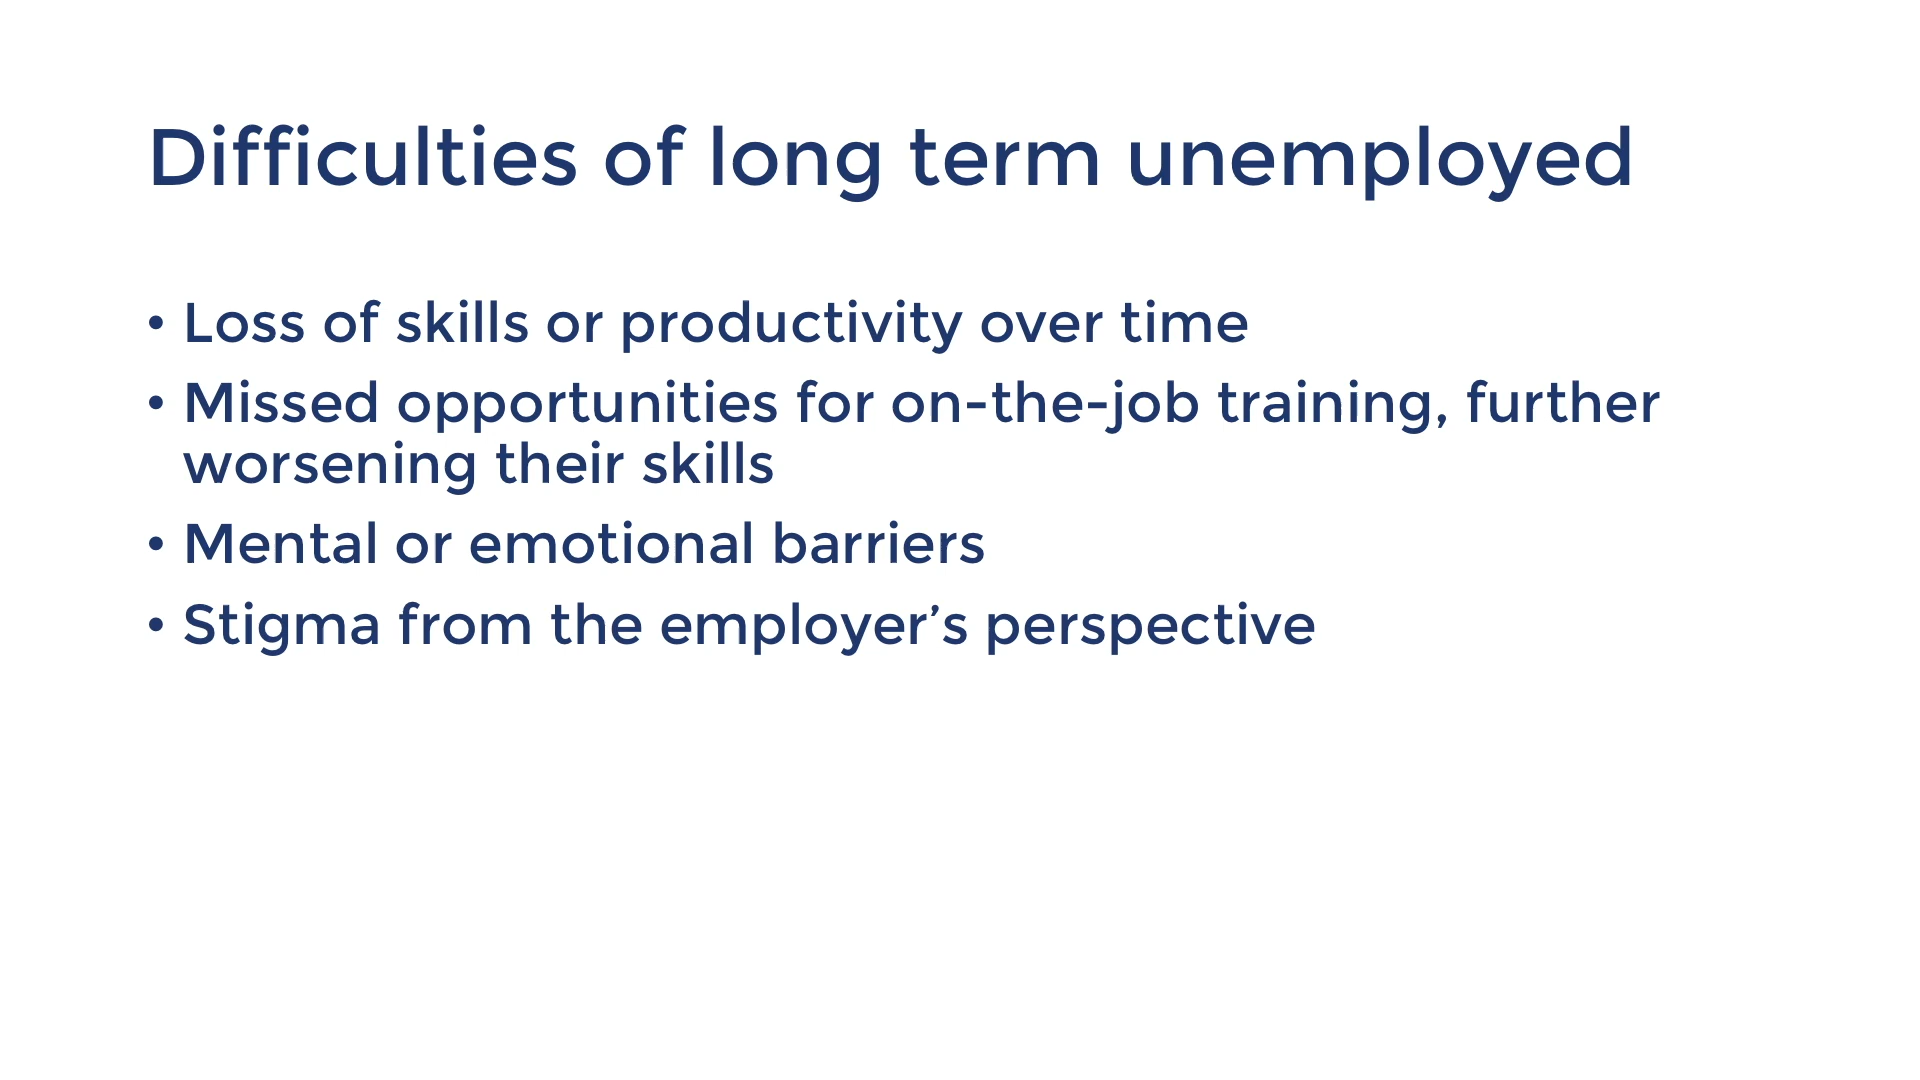 Difficulties of long term unemployed
• Loss of skills or productivity over time
• Missed opportunities for on-the-job training, further
worsening their skills
• Mental or emotional barriers
• Stigma from the employer’s perspective